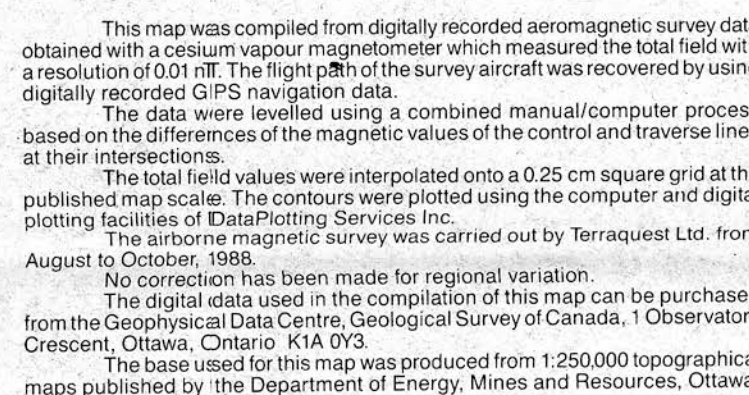 This map was compiled from digitally recorded aeromagnetic survey dat
obtained with a cesium vapour magnetometer which measured the total field wit
a resolution of 0.01 nT. The flight path of the survey aircraft was recovered by usin
digitally recorded GPS navigation data.
The data were levelled using a combined manual/computer proces
based on the differences of the magnetic values of the control and traverse line
at their intersections.
The total field values were interpolated onto a 0.25 cm square grid at th
published map scale. The contours were plotted using the computer and digita
plotting facilities of DataPlotting Services Inc.
The airborne magnetic survey was carried out by Terraquest Ltd. from
August to October, 1988.
No correction has been made for regional variation.
The digital data used in the compilation of this map can be purchase
from the Geophysical Data Centre, Geological Survey of Canada, 1 Observator
Crescent, Ottawa, Ontario K1A 0Y3.
The base used for this map was produced from 1:250,000 topographica
maps published by the Department of Energy, Mines and Resources, Ottawa